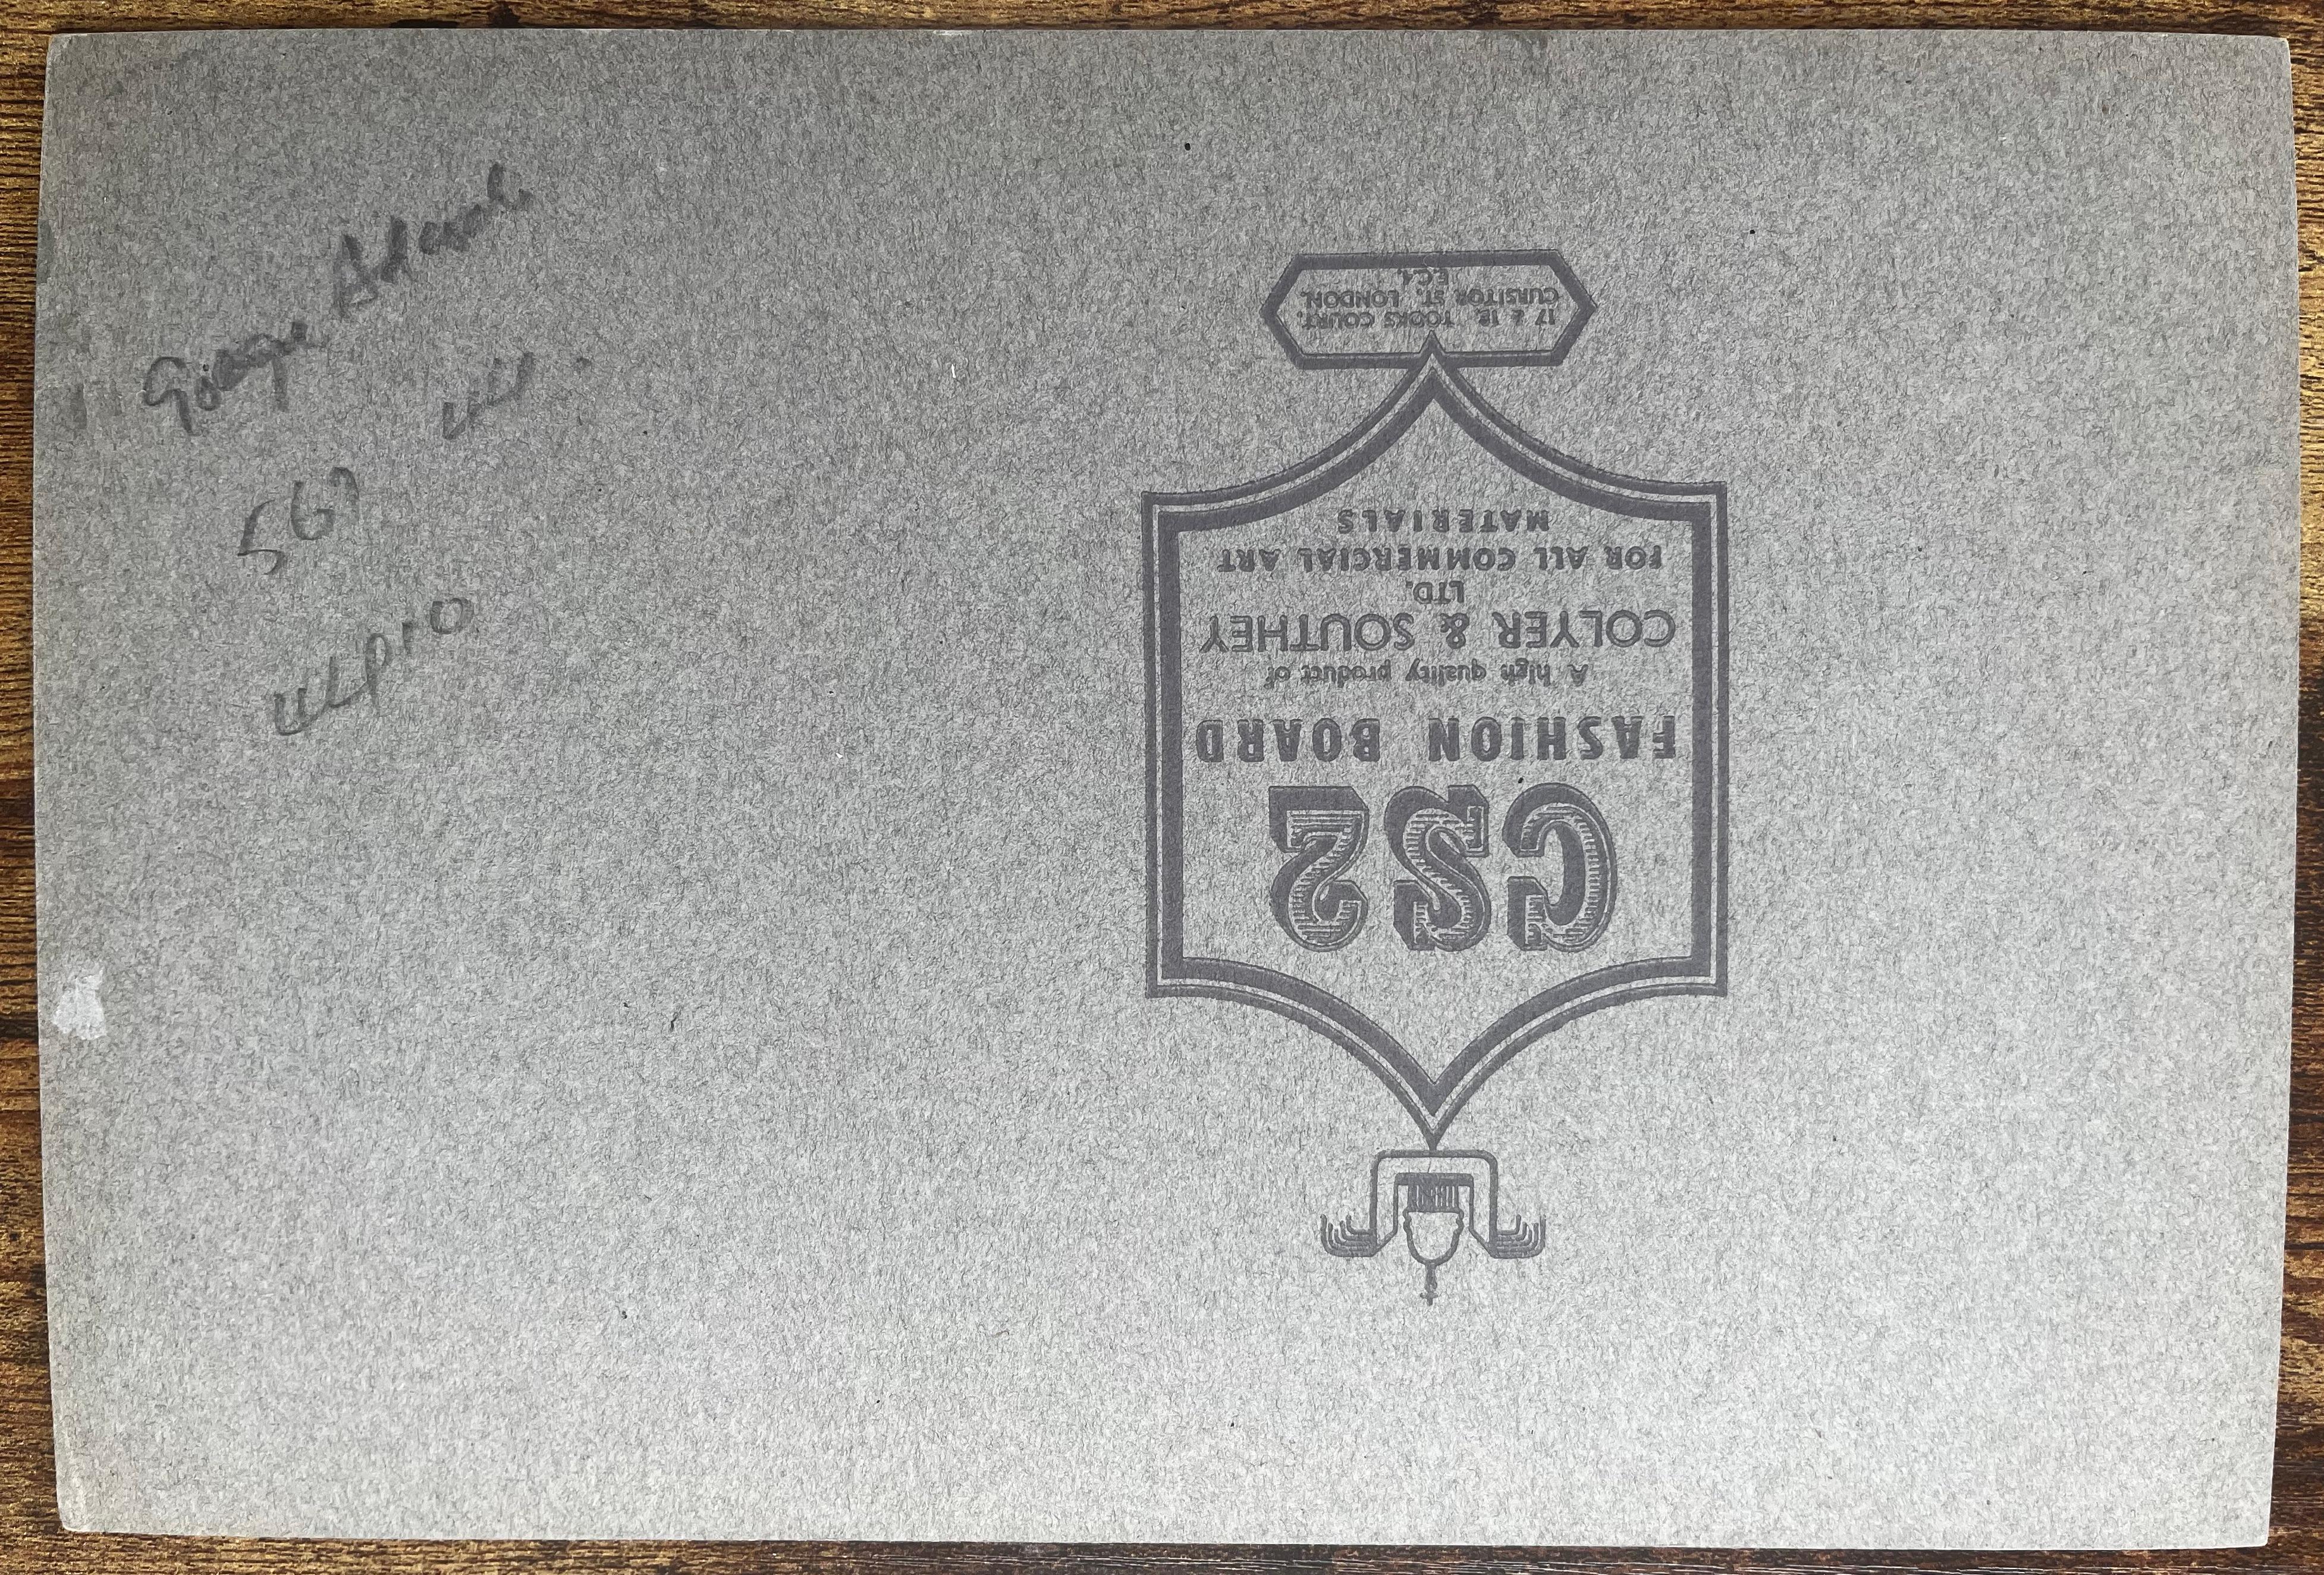 George
567
CS2
FASHION BOARD
A high quality product of
COLYER & SOUTHEY
LTD.
FOR ALL COMMERCIAL ART
MATERIALS
17 & 18, TOOKS COURT,
CURSITOR ST. LONDON.
E.C.4.